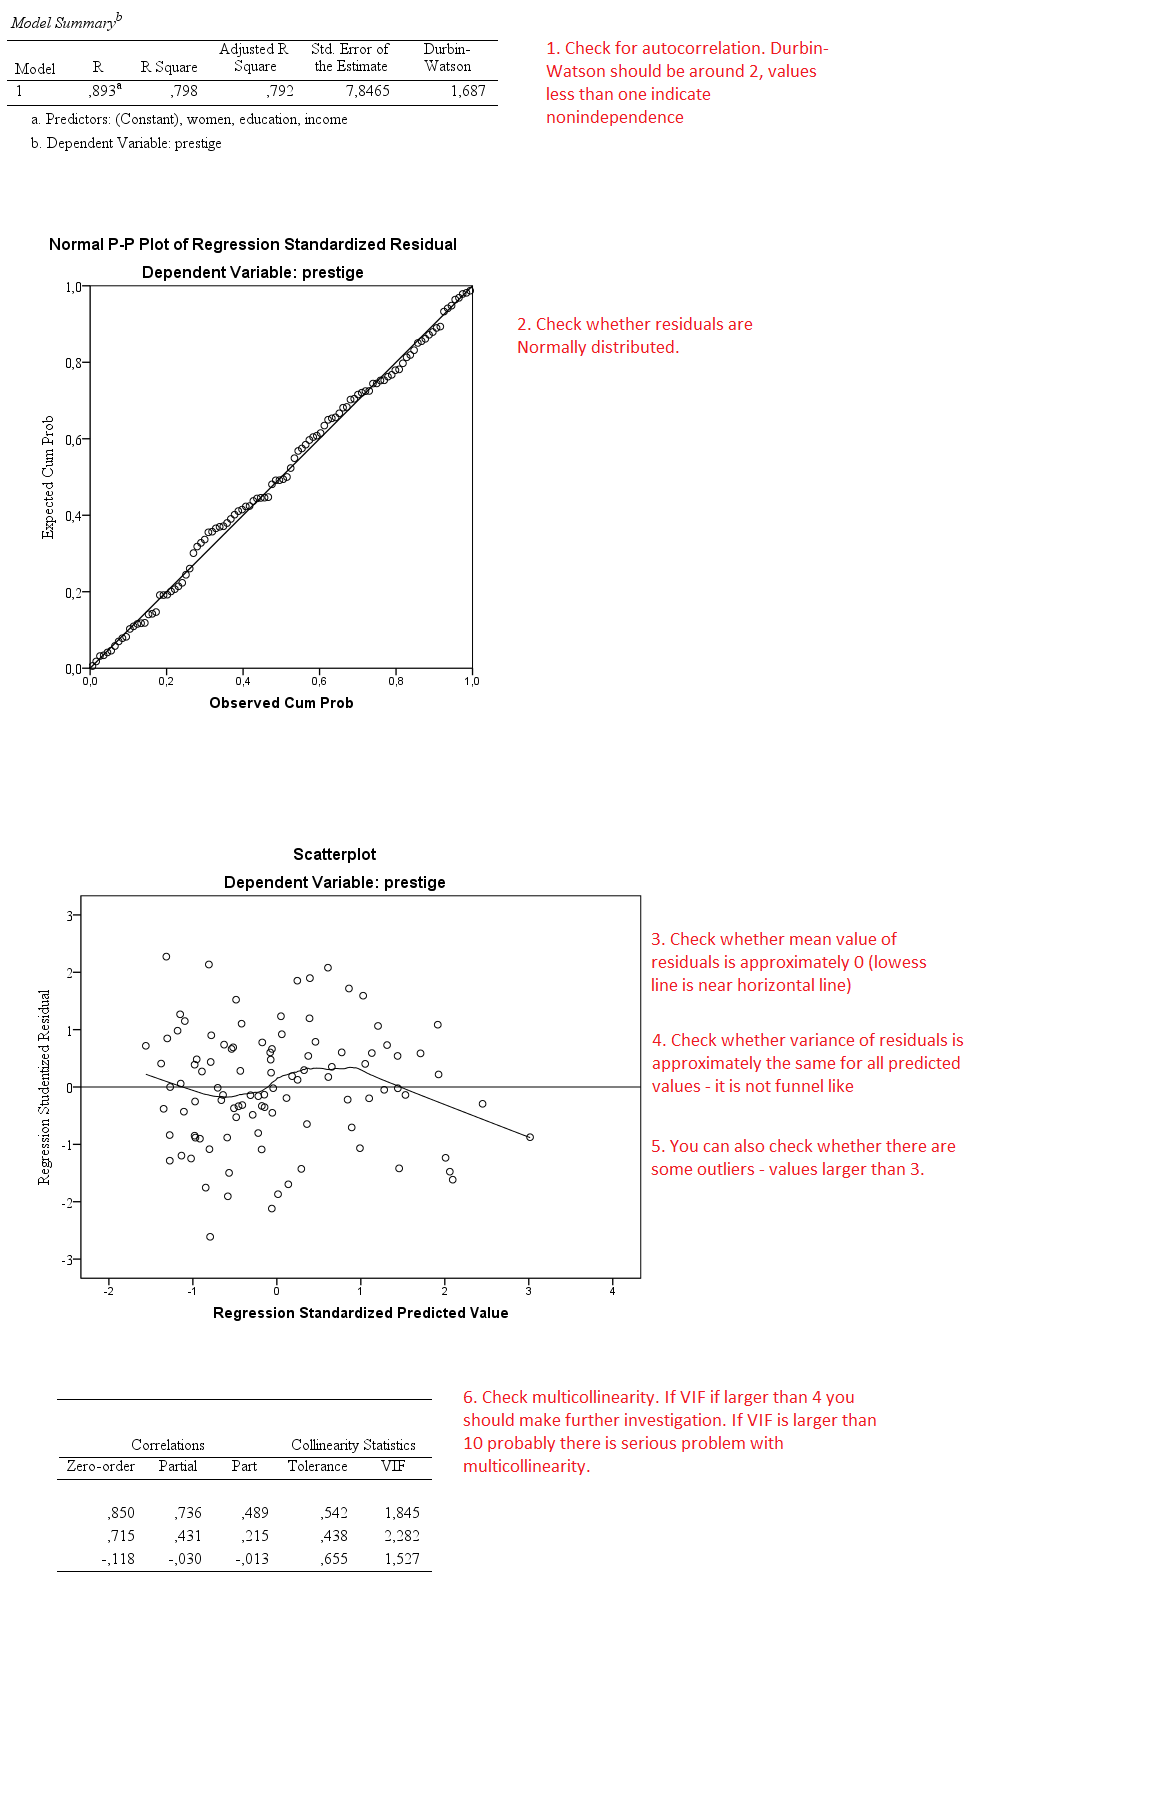 Model Summaryb
Model R R Square Adjusted R Square Std. Error of the Estimate Durbin-Watson
1 ,893a ,798 ,792 7,8465 1,687
a. Predictors: (Constant), women, education, income
b. Dependent Variable: prestige
1. Check for autocorrelation. Durbin-
Watson should be around 2, values
less than one indicate
nonindependence
Normal P-P Plot of Regression Standardized Residual
Dependent Variable: prestige
Expected Cum Prob
1,0
0,8
0,6
0,4
0,2
0,0
0,0 0,2 0,4 0,6 0,8 1,0
Observed Cum Prob
2. Check whether residuals are
Normally distributed.
Scatterplot
Dependent Variable: prestige
Regression Studentized Residual
3
2
1
0
-1
-2
-3
-2 -1 0 1 2 3 4
Regression Standardized Predicted Value
3. Check whether mean value of
residuals is approximately 0 (lowess
line is near horizontal line)
4. Check whether variance of residuals is
approximately the same for all predicted
values - it is not funnel like
5. You can also check whether there are
some outliers - values larger than 3.
Correlations Collinearity Statistics
Zero-order Partial Part Tolerance VIF
,850 ,736 ,489 ,542 1,845
,715 ,431 ,215 ,438 2,282
-,118 -,030 -,013 ,655 1,527
6. Check multicollinearity. If VIF if larger than 4 you
should make further investigation. If VIF is larger than
10 probably there is serious problem with
multicollinearity.